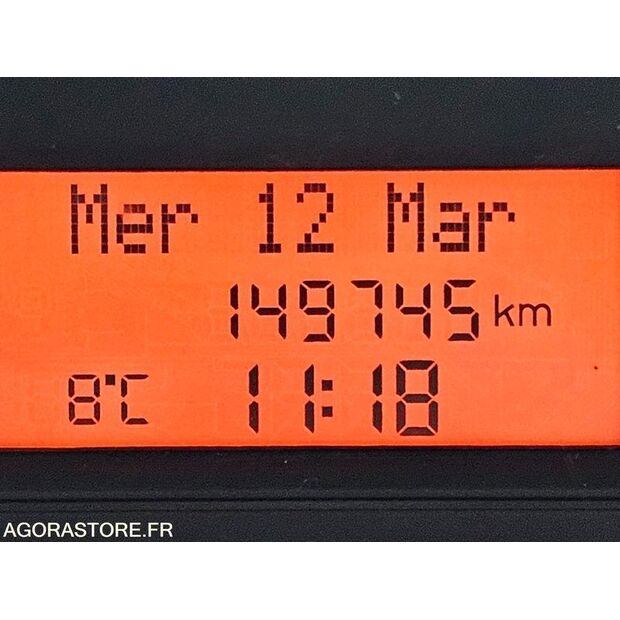 Mer 12 Mar
149745 km
8°C 11:18
AGORASTORE.FR